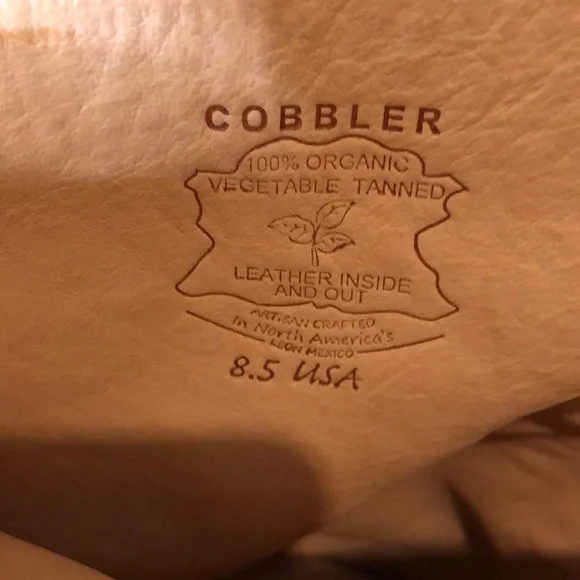 COBBLER
100% ORGANIC
VEGETABLE TANNED
LEATHER INSIDE
AND OUT
ARTISAN CRAFTED
In North America's
LEON MEXICO
8.5 USA